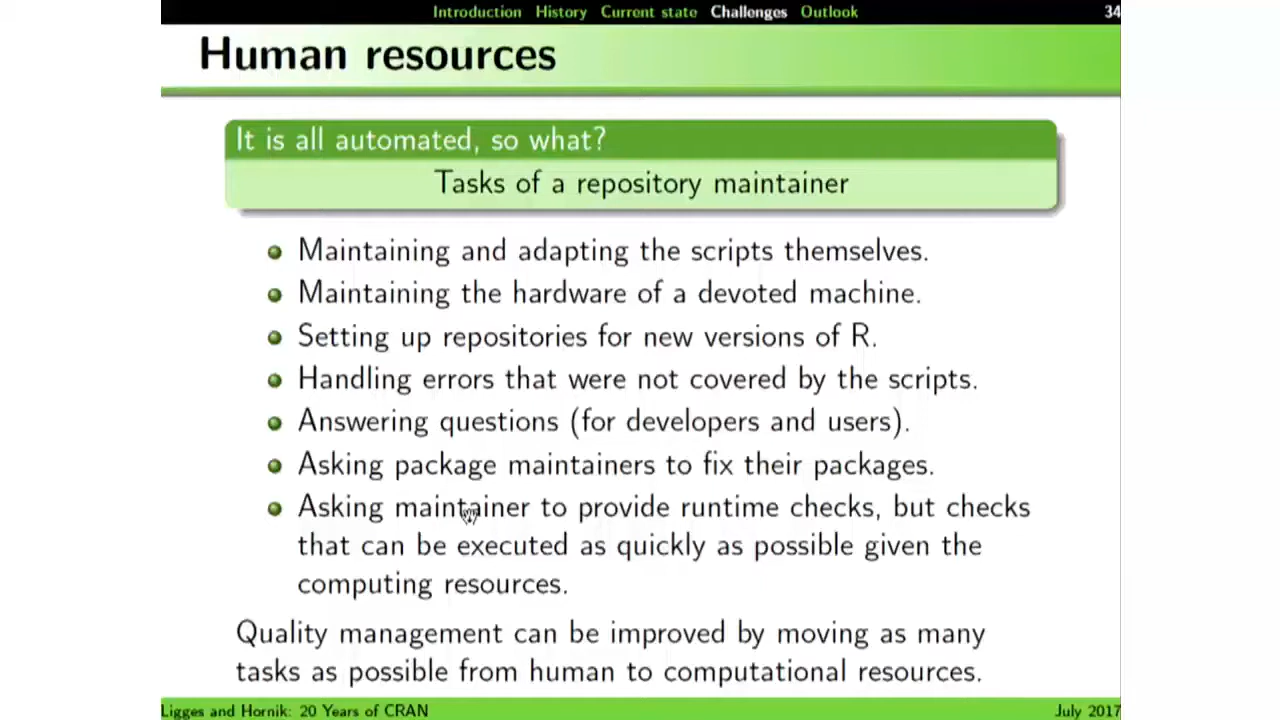 Introduction History Current state Challenges Outlook 34
Human resources
It is all automated, so what?
Tasks of a repository maintainer
Maintaining and adapting the scripts themselves.
Maintaining the hardware of a devoted machine.
Setting up repositories for new versions of R.
Handling errors that were not covered by the scripts.
Answering questions (for developers and users).
Asking package maintainers to fix their packages.
Asking maintainer to provide runtime checks, but checks
that can be executed as quickly as possible given the
computing resources.
Quality management can be improved by moving as many
tasks as possible from human to computational resources.
Ligges and Hornik: 20 Years of CRAN July 2017